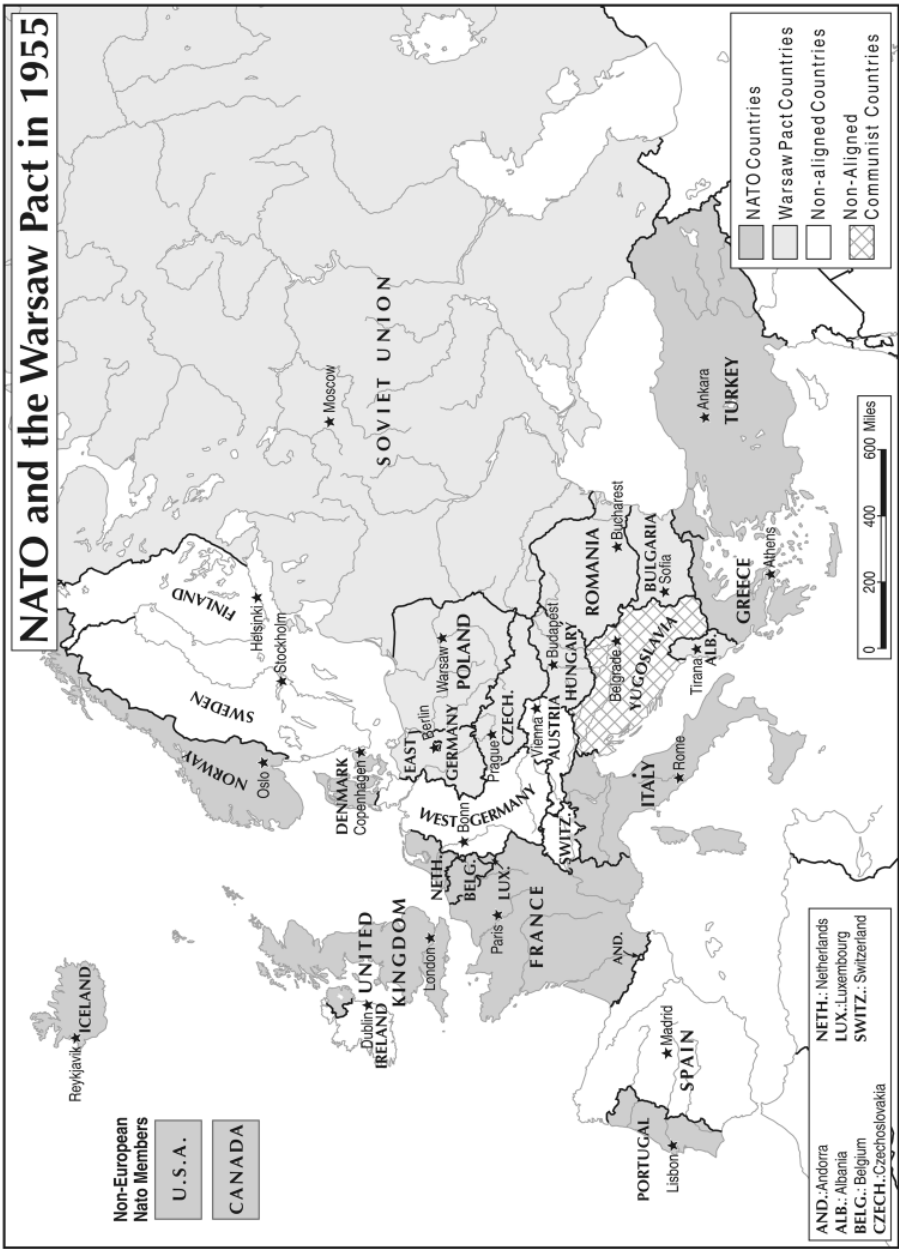 NATO and the Warsaw Pact in 1955
Non-European
Nato Members
U.S.A.
CANADA
Reykjavik
ICELAND
NORWAY
Oslo
SWEDEN
Stockholm
FINLAND
Helsinki
DENMARK
Copenhagen
IRELAND
Dublin
UNITED
KINGDOM
London
NETH.
BELG.
LUX.
Paris
FRANCE
AND.
WEST GERMANY
Bonn
EAST
GERMANY
Berlin
POLAND
Warsaw
Prague
CZECH.
Vienna
AUSTRIA
SWITZ.
HUNGARY
Budapest
ROMANIA
Bucharest
BULGARIA
Sofia
Belgrade
YUGOSLAVIA
Tirana
ALB.
GREECE
Athens
ITALY
Rome
PORTUGAL
Lisbon
Madrid
SPAIN
SOVIET UNION
Moscow
Ankara
TURKEY
AND.: Andorra
ALB.: Albania
BELG.: Belgium
CZECH.: Czechoslovakia
NETH.: Netherlands
LUX.: Luxembourg
SWITZ.: Switzerland
0 200 400 600 Miles
NATO Countries
Warsaw Pact Countries
Non-aligned Countries
Non-Aligned
Communist Countries